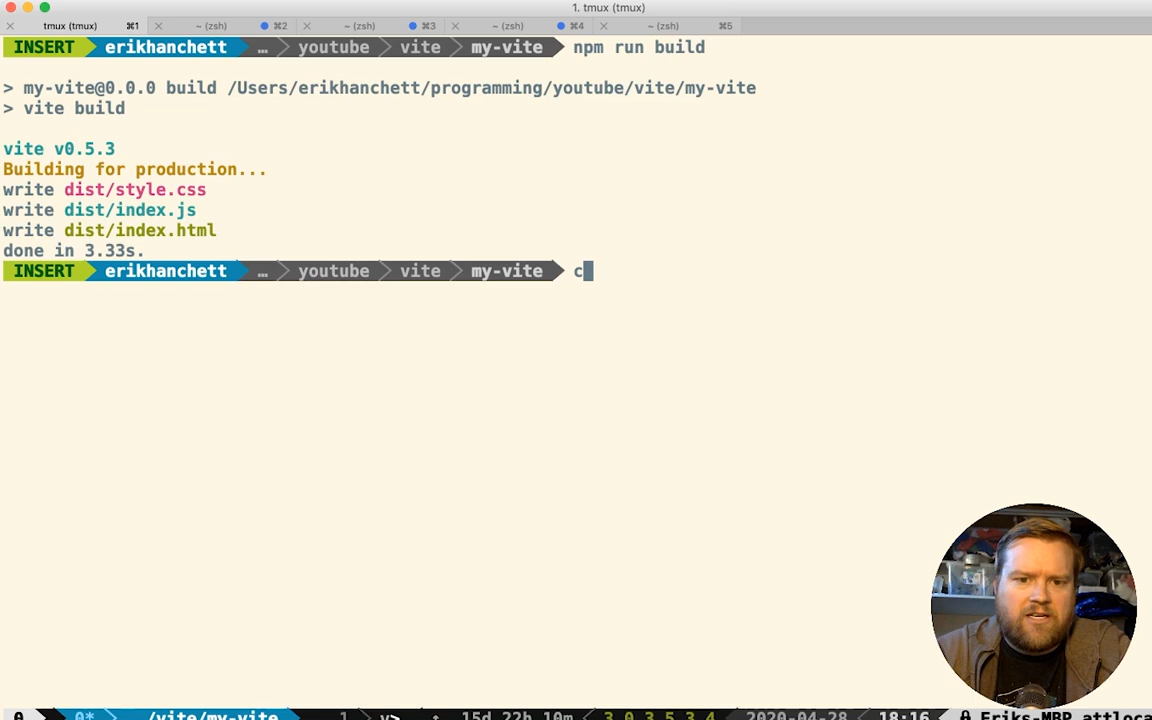 1. tmux (tmux)
tmux (tmux) ⌘1 ~ (zsh) ⌘2 ~ (zsh) ⌘3 ~ (zsh) ⌘4 ~ (zsh) ⌘5
INSERT erikhanchett … youtube vite my-vite npm run build
> my-vite@0.0.0 build /Users/erikhanchett/programming/youtube/vite/my-vite
> vite build
vite v0.5.3
Building for production...
write dist/style.css
write dist/index.js
write dist/index.html
done in 3.33s.
INSERT erikhanchett … youtube vite my-vite c
0 0* /vite/my-vite 1 ↑ 15d 22h 10m 3.0 3.5 3.4 2020-04-28 18:16 Eriks-MBP.attloca